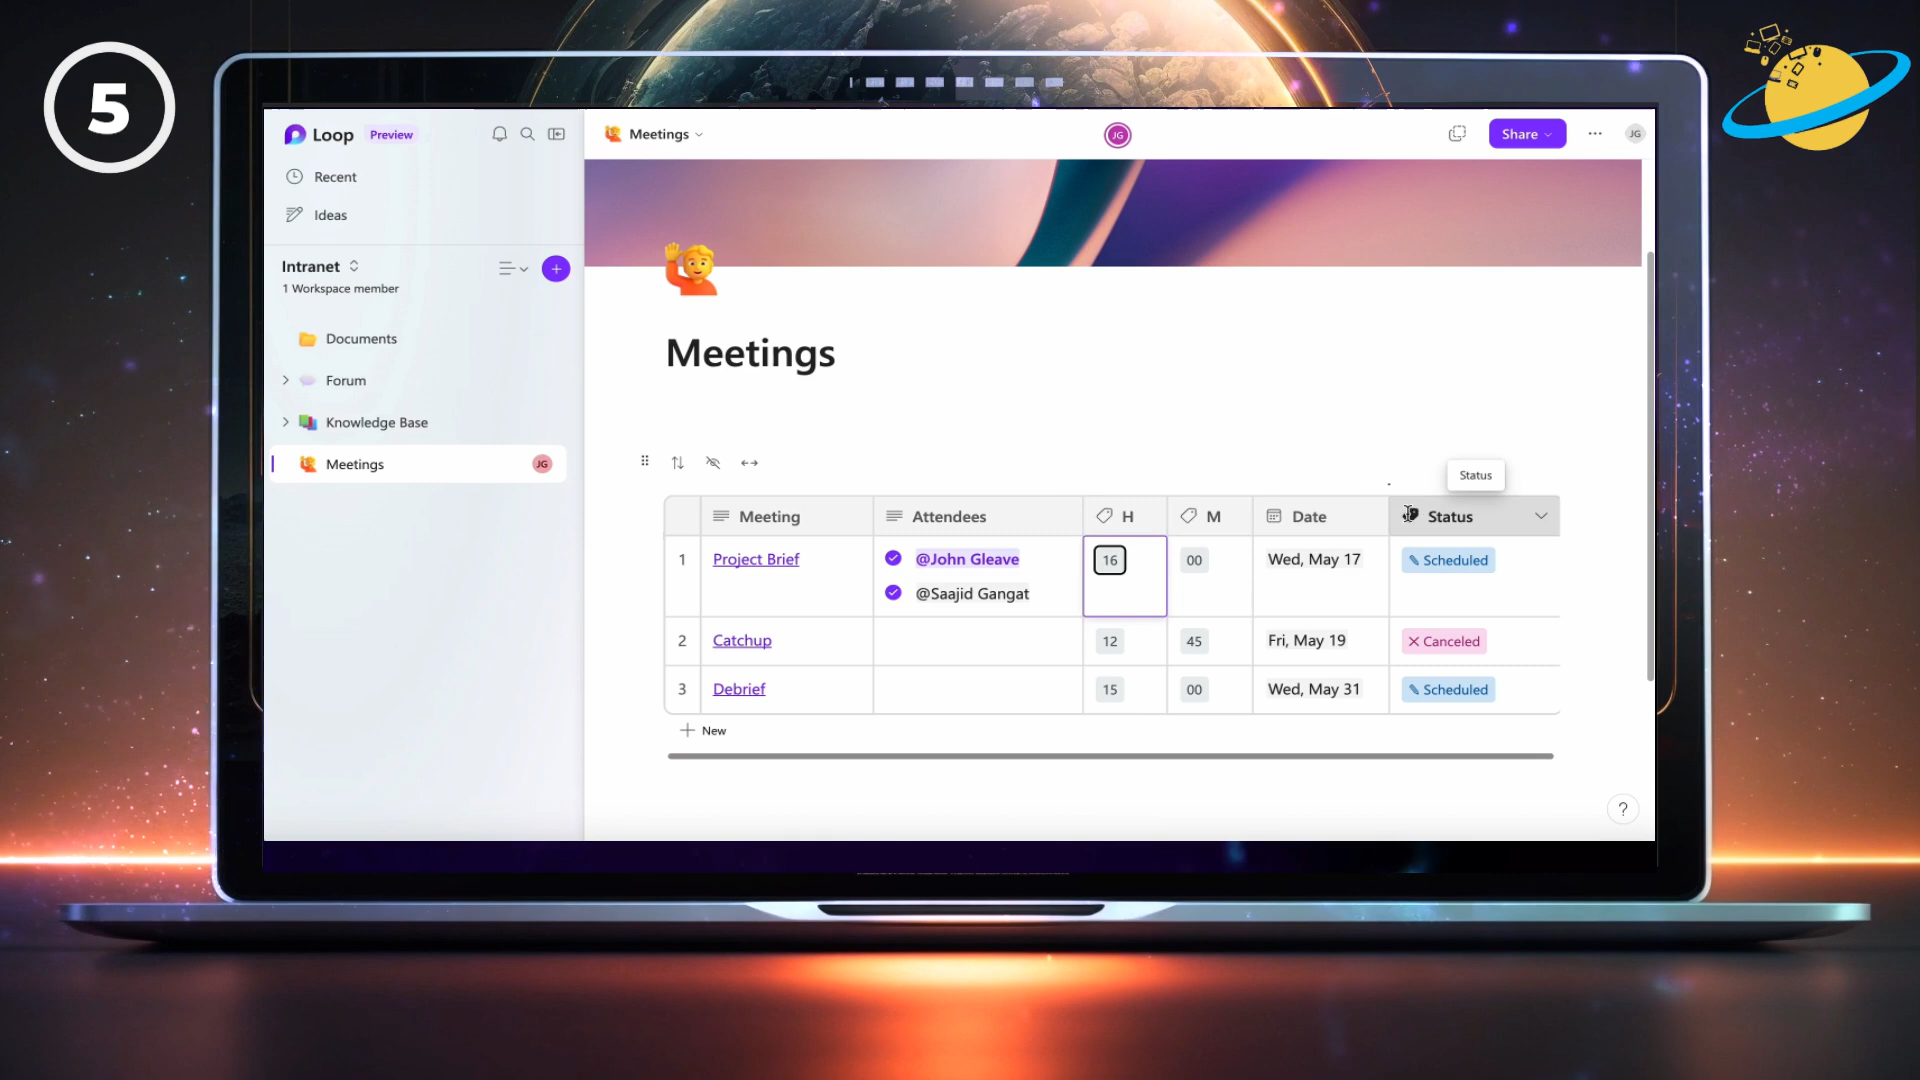 5
Loop Preview
Recent
Ideas
Intranet
1 Workspace member
Documents
Forum
Knowledge Base
Meetings JG
Meetings JG Share JG
Meetings
Status
Meeting Attendees H M Date Status
1 Project Brief @John Gleave 16 00 Wed, May 17 Scheduled
@Saajid Gangat
2 Catchup 12 45 Fri, May 19 Canceled
3 Debrief 15 00 Wed, May 31 Scheduled
New
?